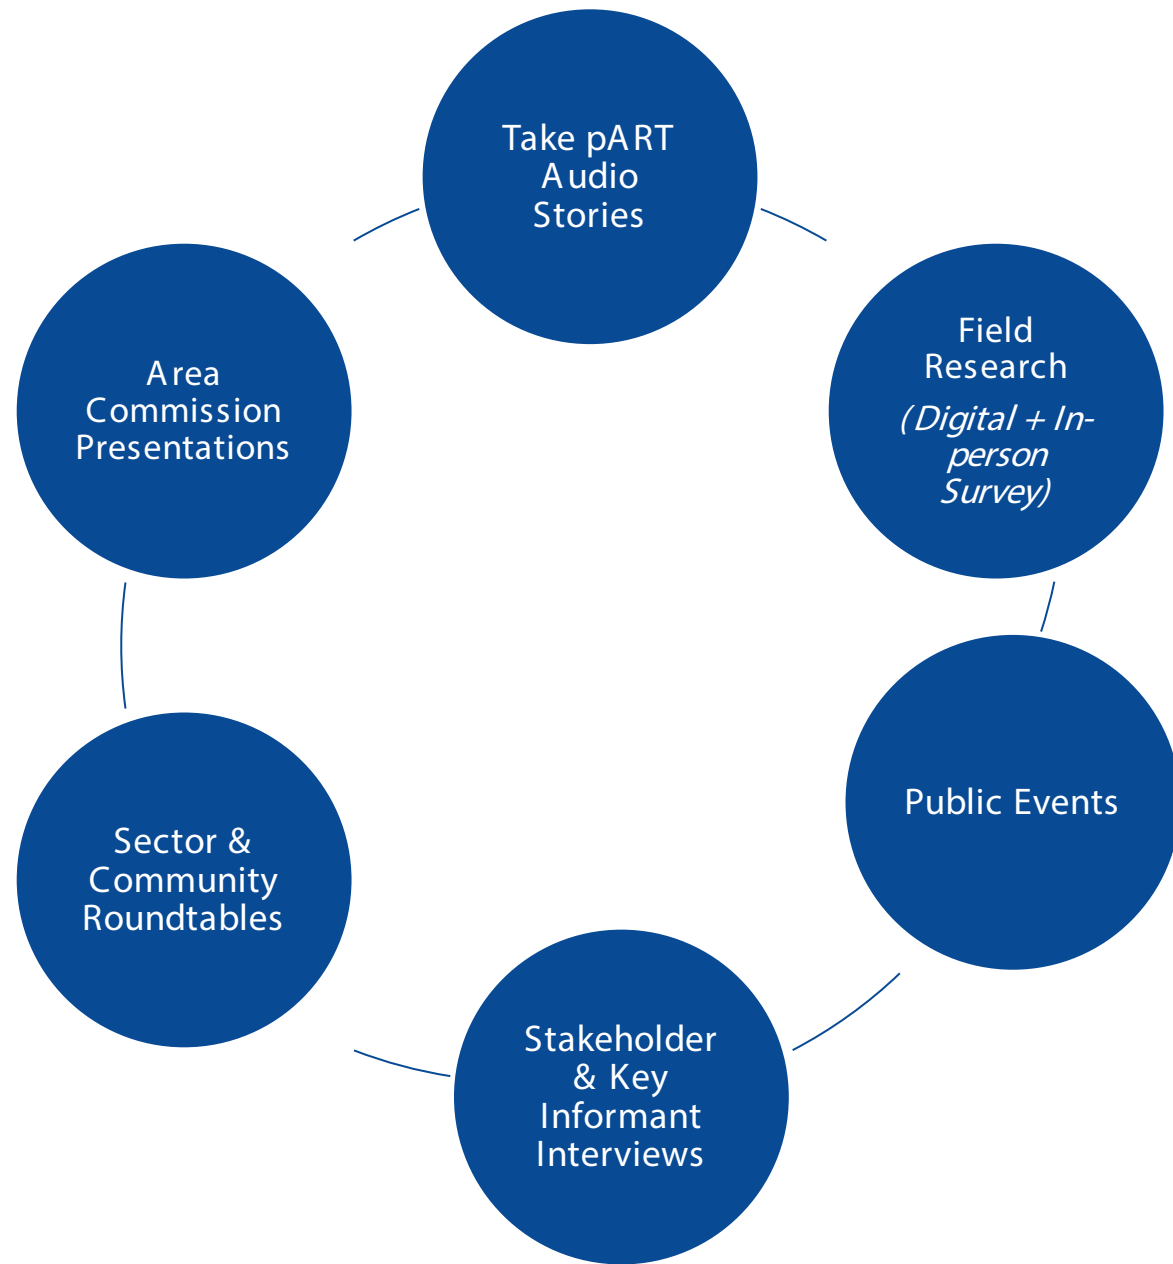 Take pART
Audio
Stories
Field
Research
(Digital + In-
person
Survey)
Public Events
Stakeholder
& Key
Informant
Interviews
Sector &
Community
Roundtables
Area
Commission
Presentations